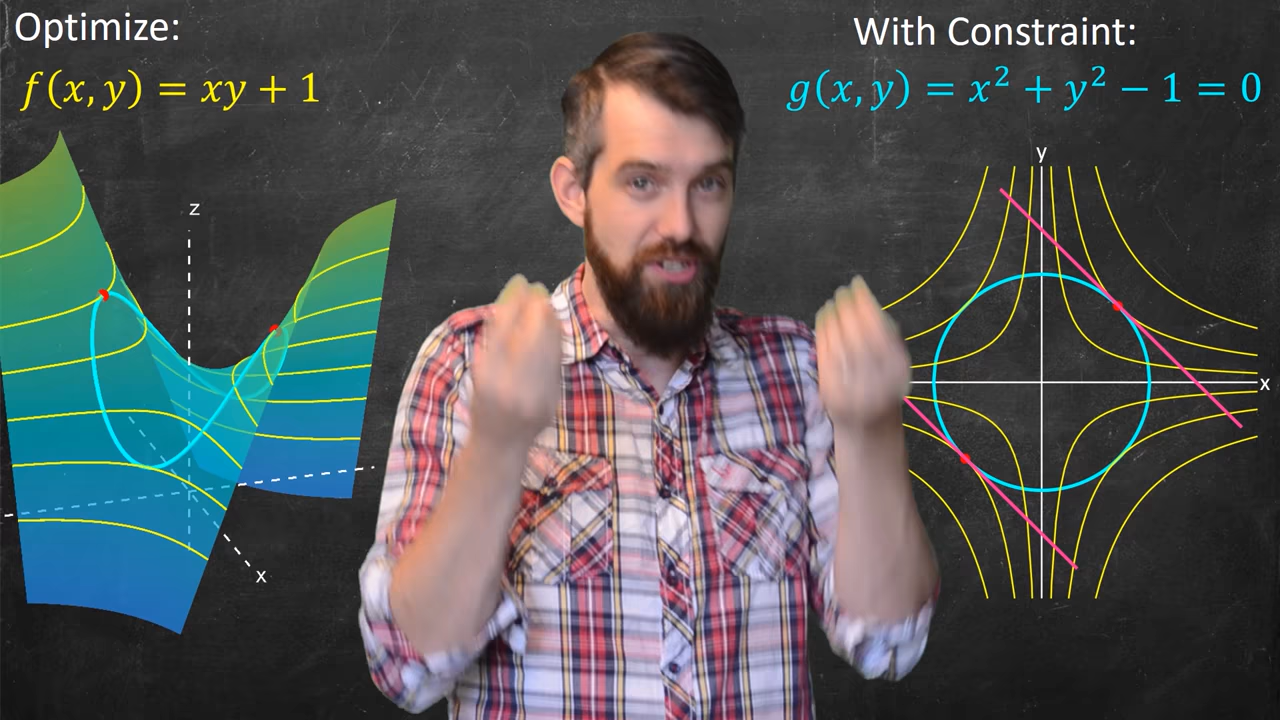 Optimize:
f(x, y) = xy + 1
With Constraint:
g(x, y) = x² + y² − 1 = 0
z
x
y
x